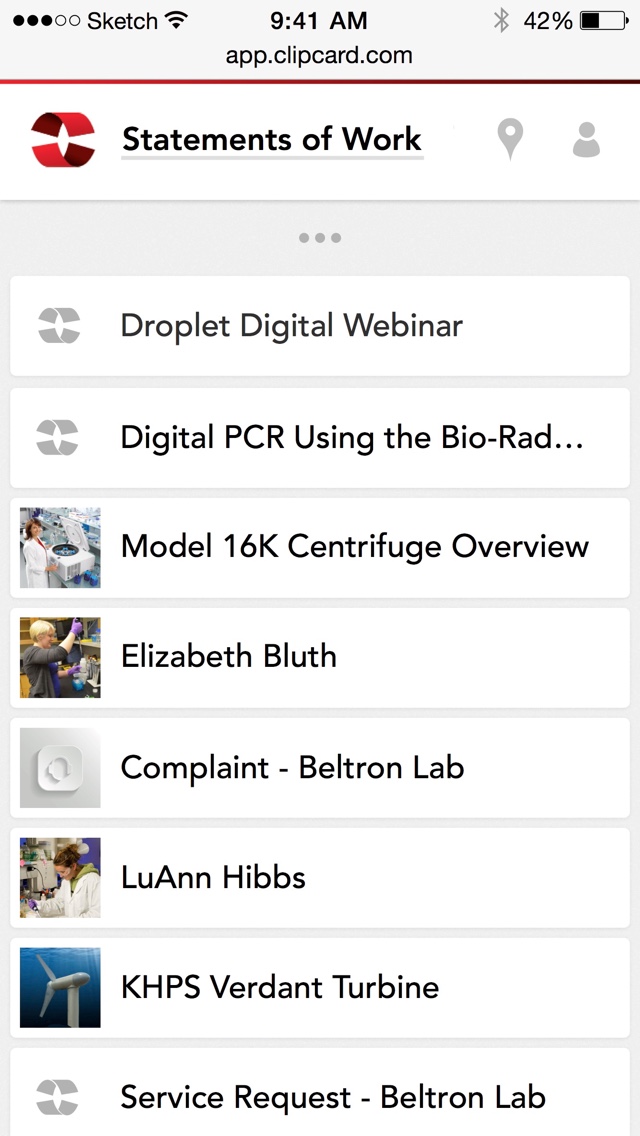 Sketch 9:41 AM 42%
app.clipcard.com
Statements of Work
Droplet Digital Webinar
Digital PCR Using the Bio-Rad…
Model 16K Centrifuge Overview
Elizabeth Bluth
Complaint - Beltron Lab
LuAnn Hibbs
KHPS Verdant Turbine
Service Request - Beltron Lab